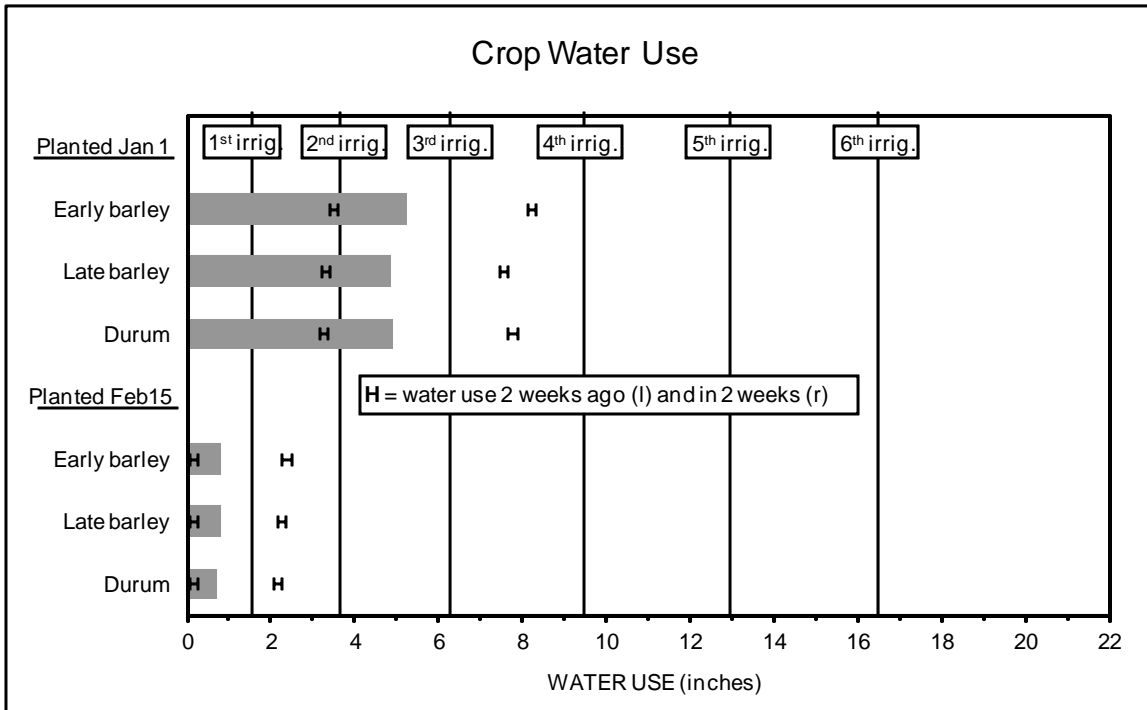 Crop Water Use
Planted Jan 1
1st irrig.
2nd irrig.
3rd irrig.
4th irrig.
5th irrig.
6th irrig.
Early barley
Late barley
Durum
H = water use 2 weeks ago (l) and in 2 weeks (r)
Planted Feb15
Early barley
Late barley
Durum
0 2 4 6 8 10 12 14 16 18 20 22
WATER USE (inches)